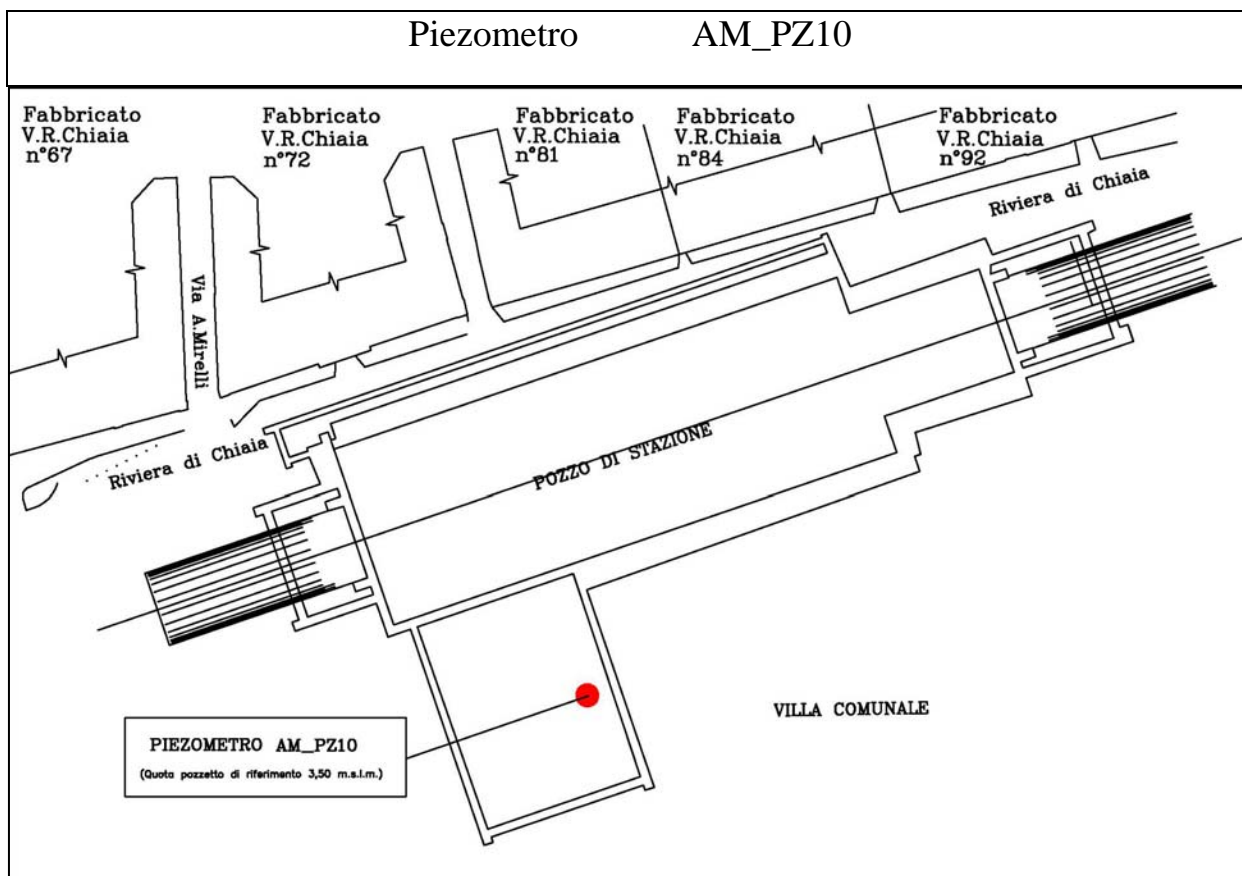 Piezometro AM_PZ10
Fabbricato
V.R.Chiaia
n°67
Fabbricato
V.R.Chiaia
n°72
Fabbricato
V.R.Chiaia
n°81
Fabbricato
V.R.Chiaia
n°84
Fabbricato
V.R.Chiaia
n°92
Riviera di Chiaia
Via A.Mirelli
Riviera di Chiaia
POZZO DI STAZIONE
VILLA COMUNALE
PIEZOMETRO AM_PZ10
(Quota pozzetto di riferimento 3,50 m.s.l.m.)